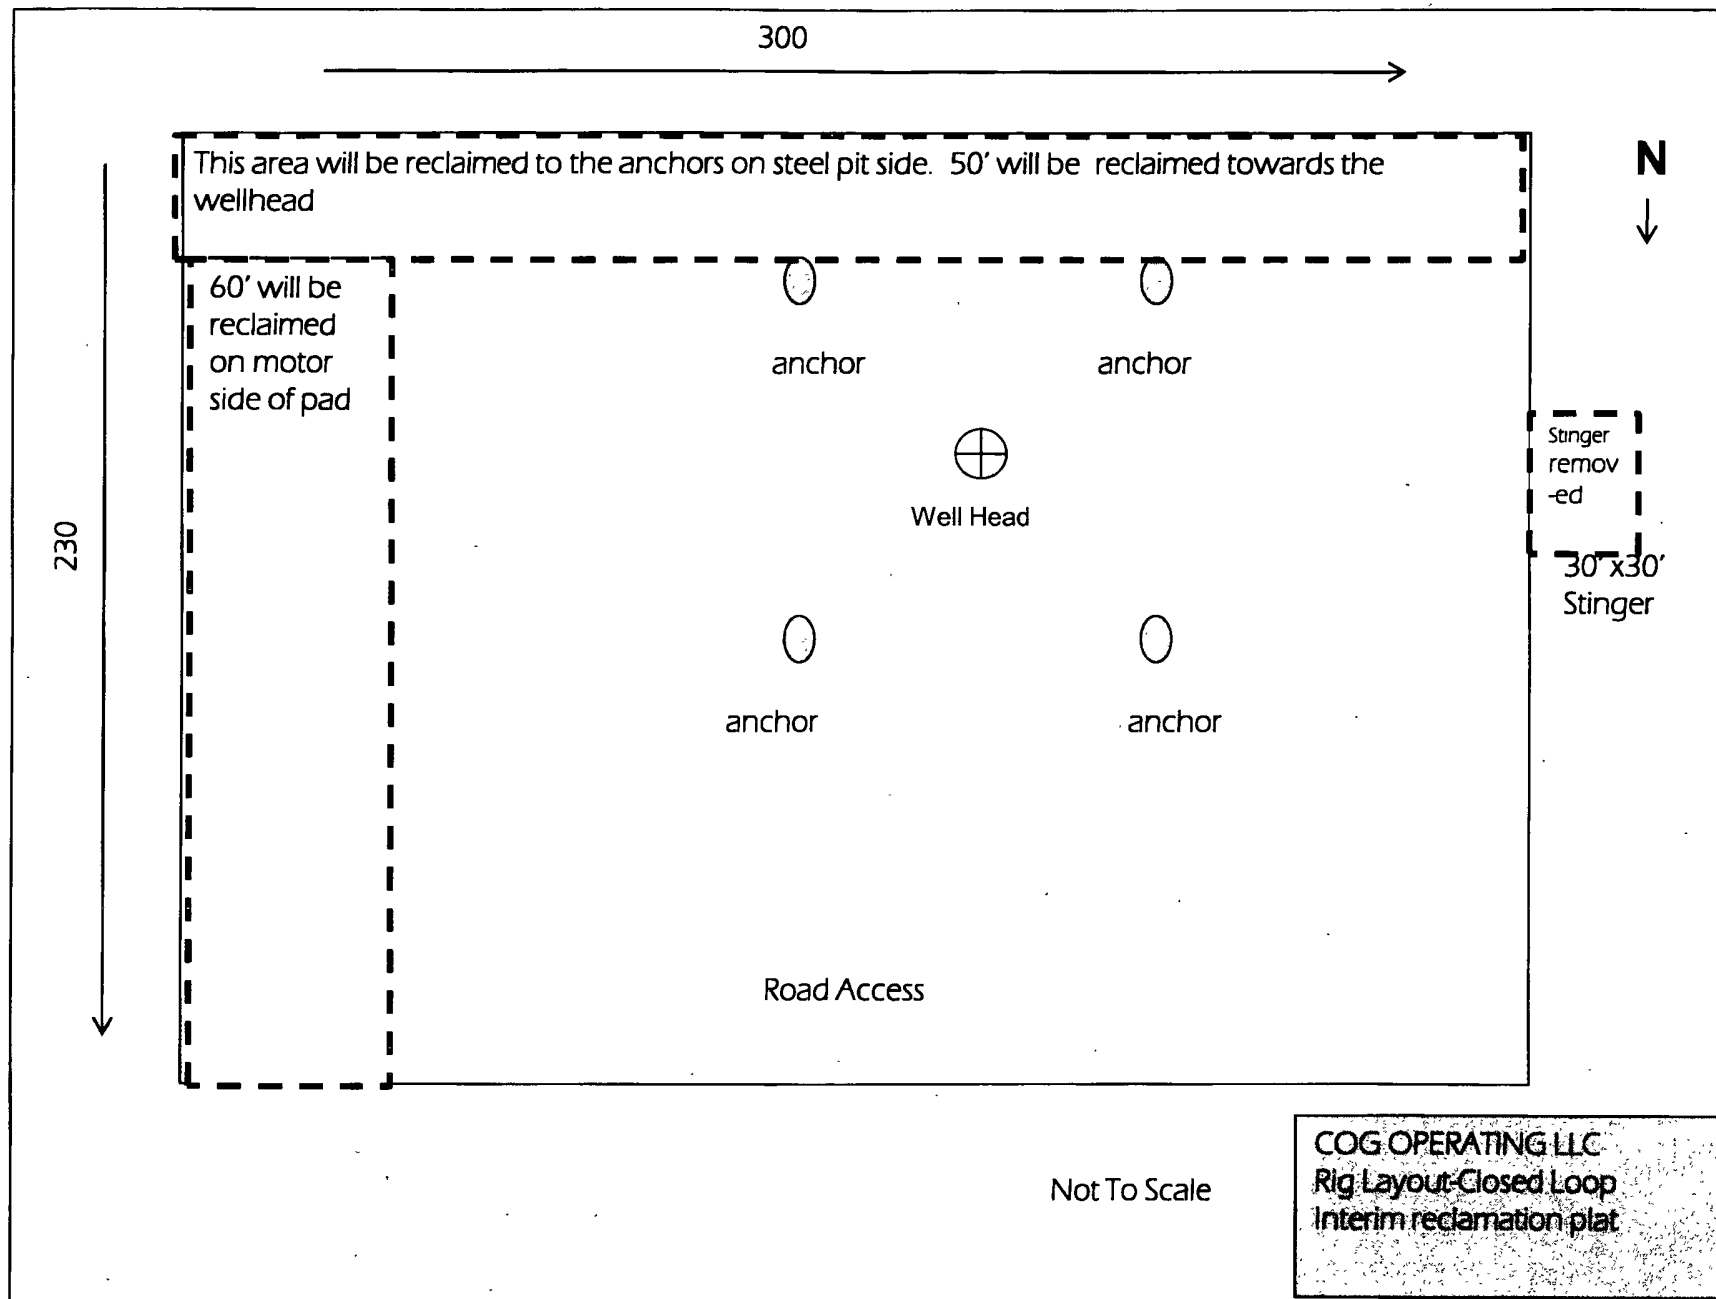 300
This area will be reclaimed to the anchors on steel pit side. 50' will be reclaimed towards the
wellhead
N
60' will be
reclaimed
on motor
side of pad
anchor
anchor
Stinger
remov
-ed
Well Head
230
30' x30'
Stinger
anchor
anchor
Road Access
Not To Scale
COG OPERATING LLC
Rig Layout-Closed Loop
Interim reclamation plat